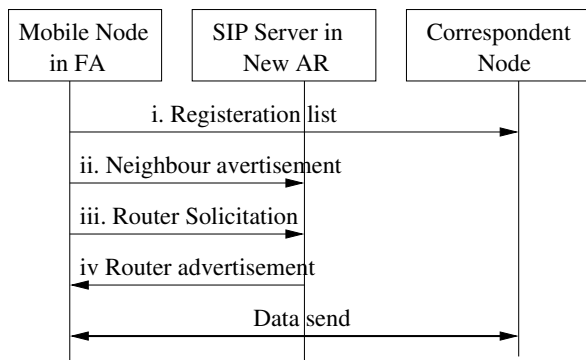 Mobile Node
in FA
SIP Server in
New AR
Correspondent
Node
i. Registeration list
ii. Neighbour avertisement
iii. Router Solicitation
iv Router advertisement
Data send